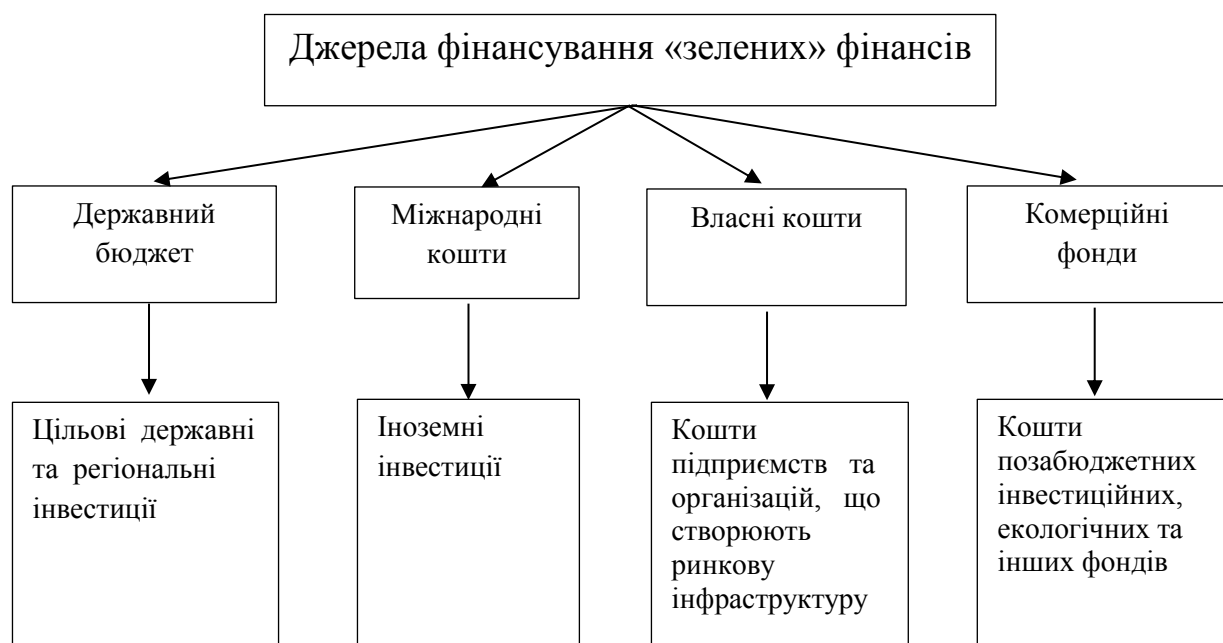 Джерела фінансування «зелених» фінансів
Державний
бюджет
Міжнародні
кошти
Власні кошти
Комерційні
фонди
Цільові державні
та регіональні
інвестиції
Іноземні
інвестиції
Кошти
підприємств та
організацій, що
створюють
ринкову
інфраструктуру
Кошти
позабюджетних
інвестиційних,
екологічних та
інших фондів